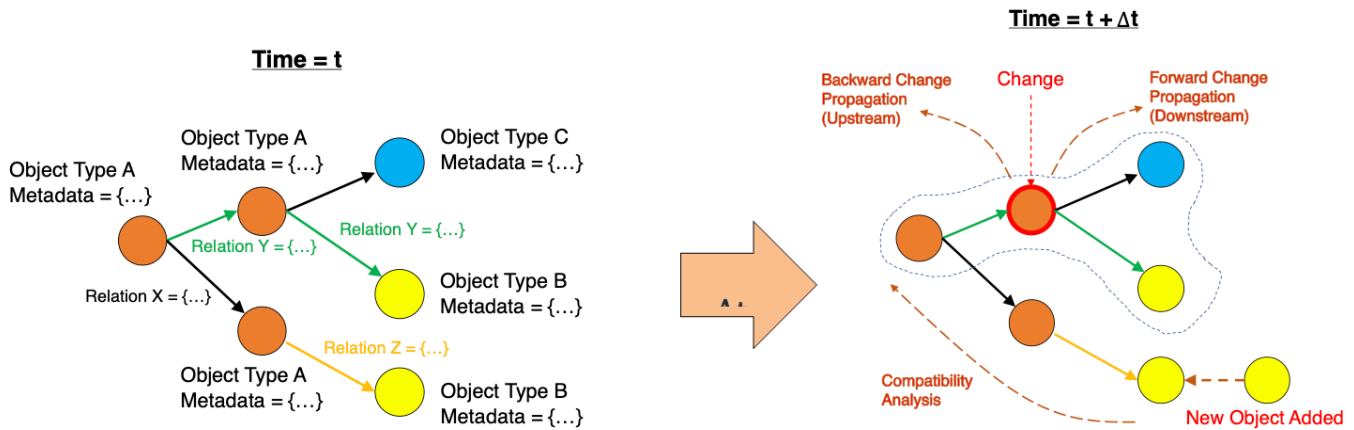 Time = t
Object Type A
Metadata = {...}
Object Type A
Metadata = {...}
Object Type C
Metadata = {...}
Relation Y = {...}
Relation Y = {...}
Relation X = {...}
Object Type B
Metadata = {...}
Relation Z = {...}
Object Type A
Metadata = {...}
Object Type B
Metadata = {...}
Time = t + Δt
Backward Change
Propagation
(Upstream)
Change
Forward Change
Propagation
(Downstream)
Compatibility
Analysis
New Object Added